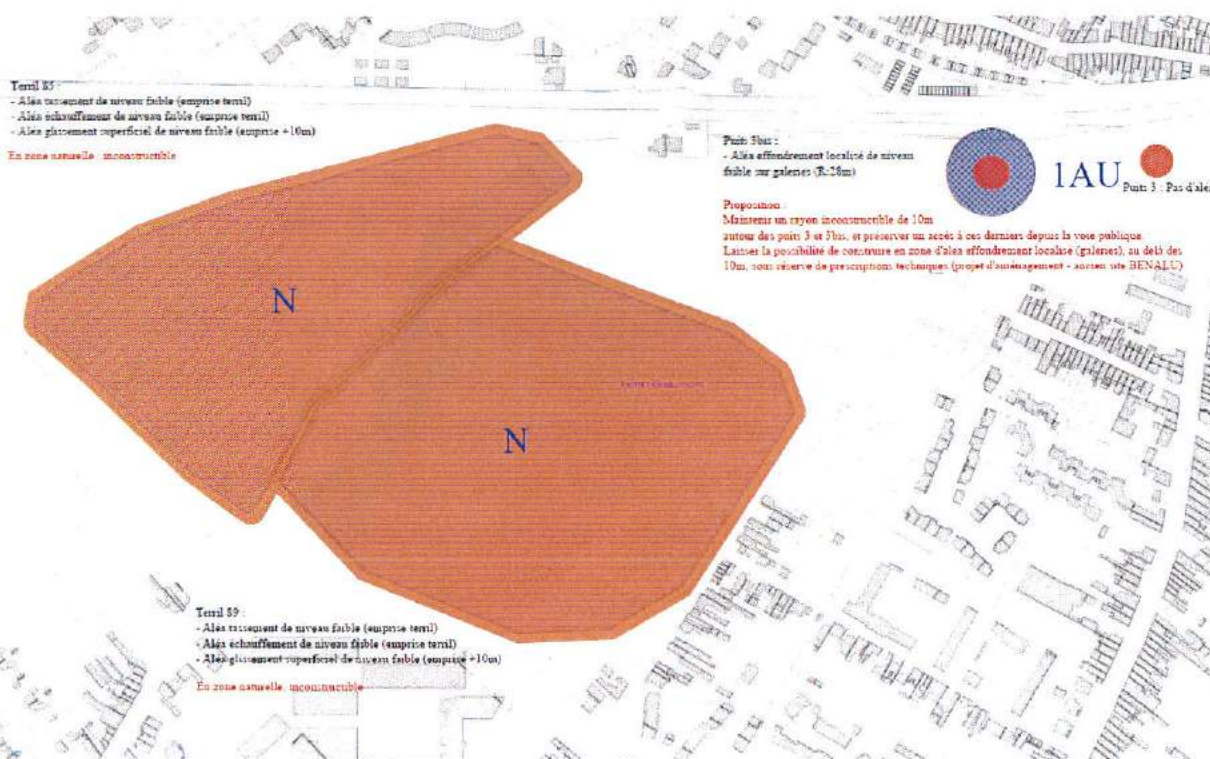 Terril 85 :
- Aléa tassement de niveau faible (emprise terril)
- Aléa échauffement de niveau faible (emprise terril)
- Aléa glissement superficiel de niveau faible (emprise +10m)
En zone naturelle : inconstructible
Puits 3bis :
- Aléa effondrement localisé de niveau
faible sur galeries (R:28m)
1AU
Puits 3 : Pas d'aléa
Proposition :
Maintenir un rayon inconstructible de 10m
autour des puits 3 et 3bis, et préserver un accès à ces derniers depuis la voie publique
Laisser la possibilité de construire en zone d'aléa effondrement localisé (galeries), au delà des
10m, sous réserve de prescriptions techniques (projet d'aménagement - ancien site BENALU)
N
N
Terril 89 :
- Aléa tassement de niveau faible (emprise terril)
- Aléa échauffement de niveau faible (emprise terril)
- Aléa glissement superficiel de niveau faible (emprise +10m)
En zone naturelle, inconstructible